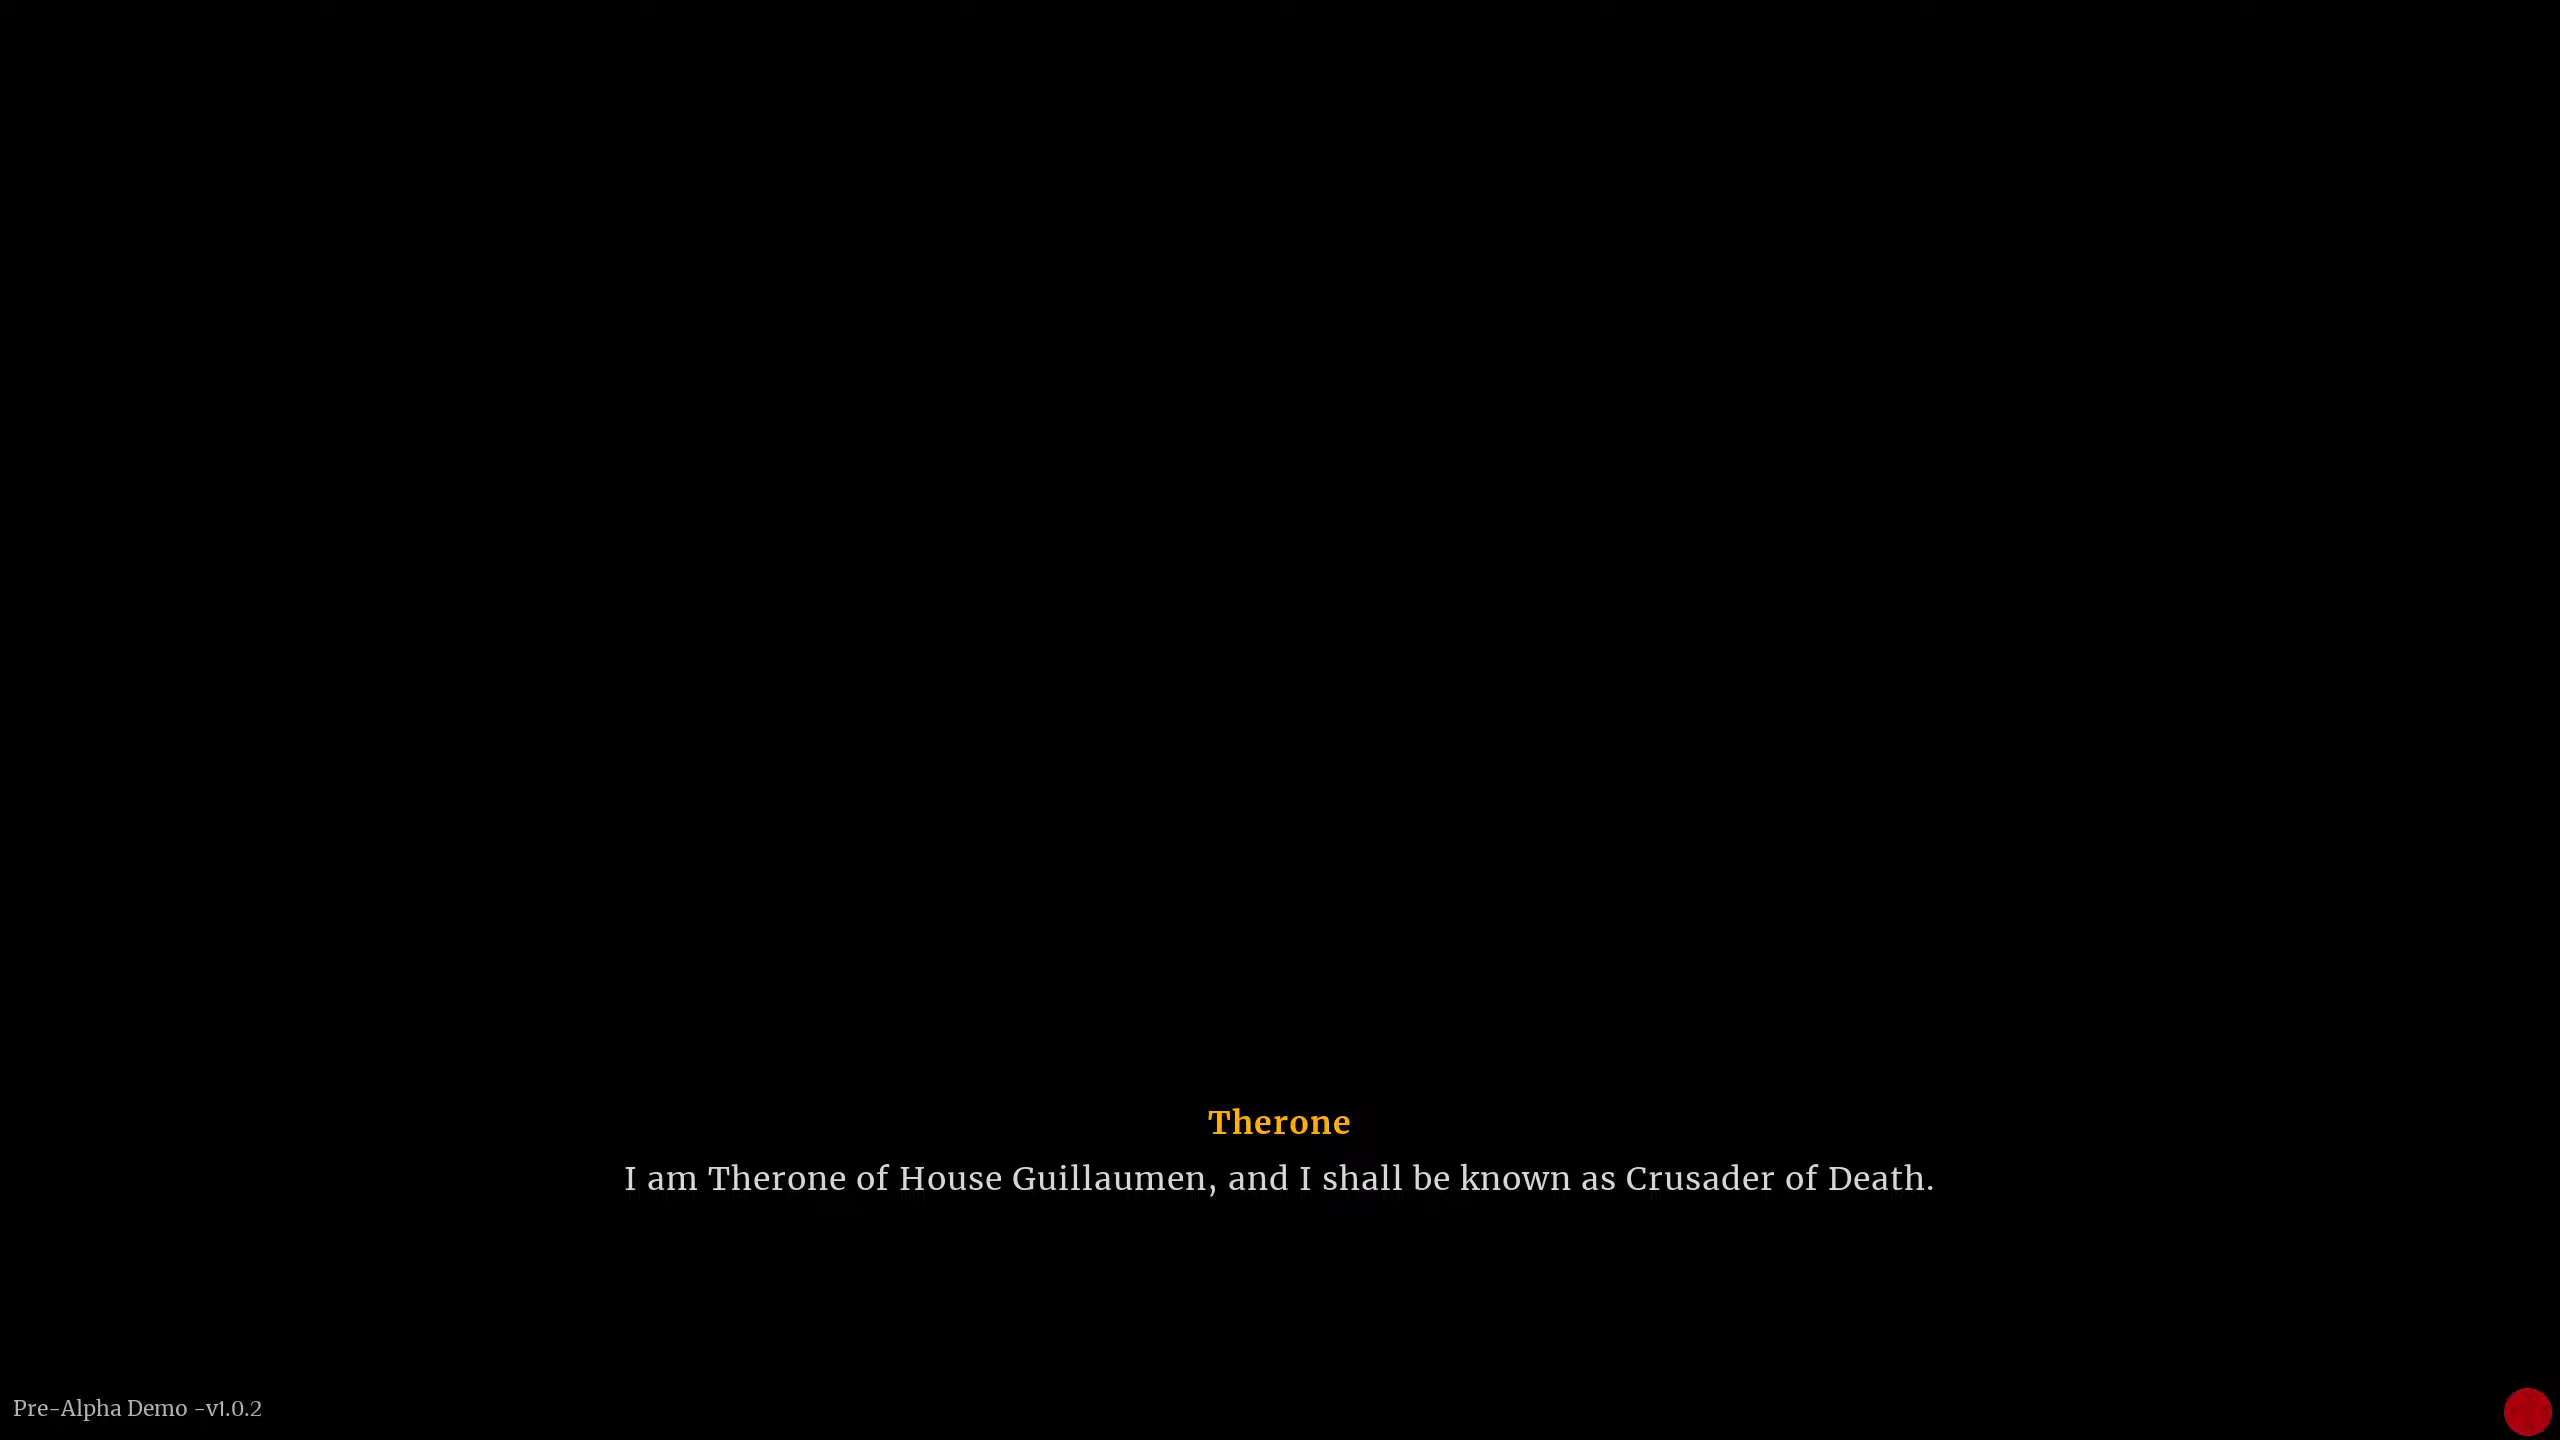 Therone
I am Therone of House Guillaumen, and I shall be known as Crusader of Death.
Pre-Alpha Demo -v1.0.2